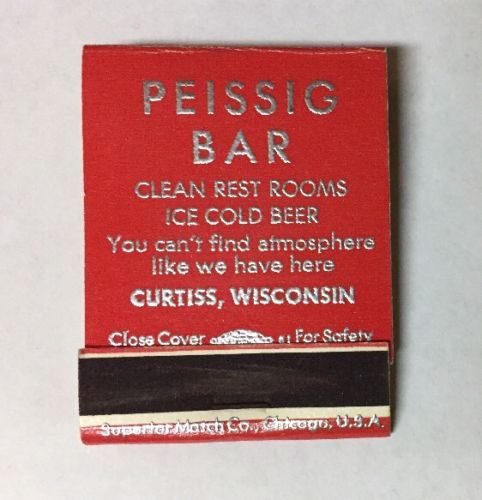 PEISSIG
BAR
CLEAN REST ROOMS
ICE COLD BEER
You can't find atmosphere
like we have here
CURTISS, WISCONSIN
Close Cover For Safety
Superior Match Co., Chicago, U.S.A.